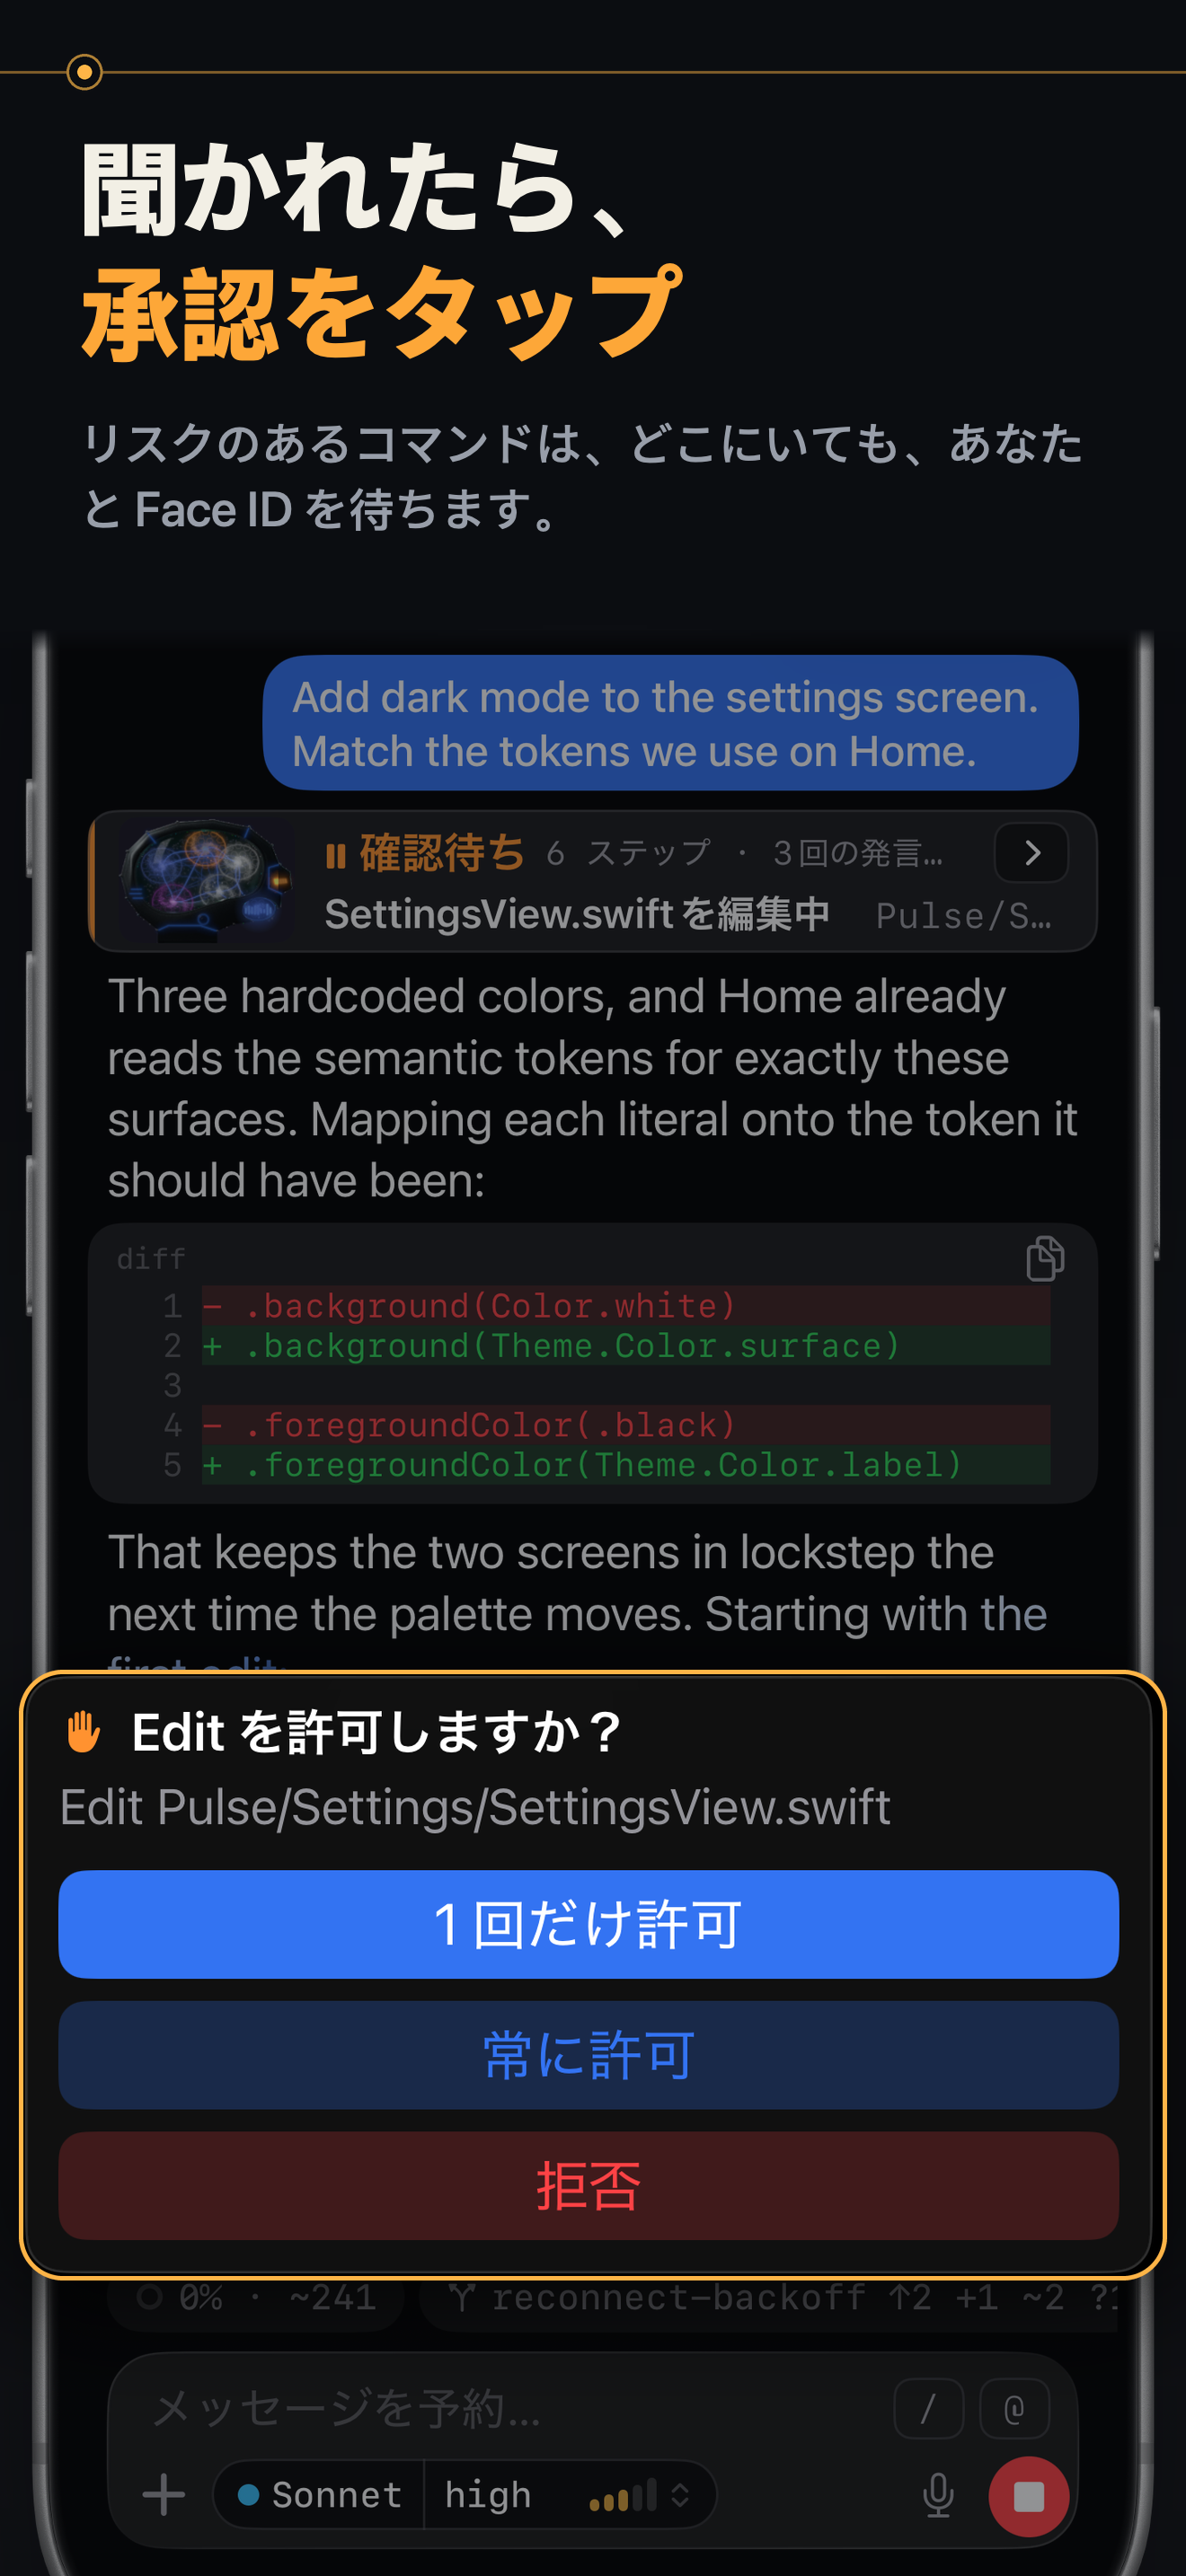 聞かれたら、
承認をタップ
リスクのあるコマンドは、どこにいても、あなた
と Face ID を待ちます。
Add dark mode to the settings screen.
Match the tokens we use on Home.
確認待ち 6 ステップ · 3回の発言…
SettingsView.swift を編集中 Pulse/S…
Three hardcoded colors, and Home already
reads the semantic tokens for exactly these
surfaces. Mapping each literal onto the token it
should have been:
diff
1 − .background(Color.white)
2 + .background(Theme.Color.surface)
3
4 − .foregroundColor(.black)
5 + .foregroundColor(Theme.Color.label)
That keeps the two screens in lockstep the
next time the palette moves. Starting with the
first edit:
Edit を許可しますか？
Edit Pulse/Settings/SettingsView.swift
1 回だけ許可
常に許可
拒否
0% · ~241 reconnect-backoff ↑2 +1 ~2 ?1
メッセージを予約… / @
Sonnet high